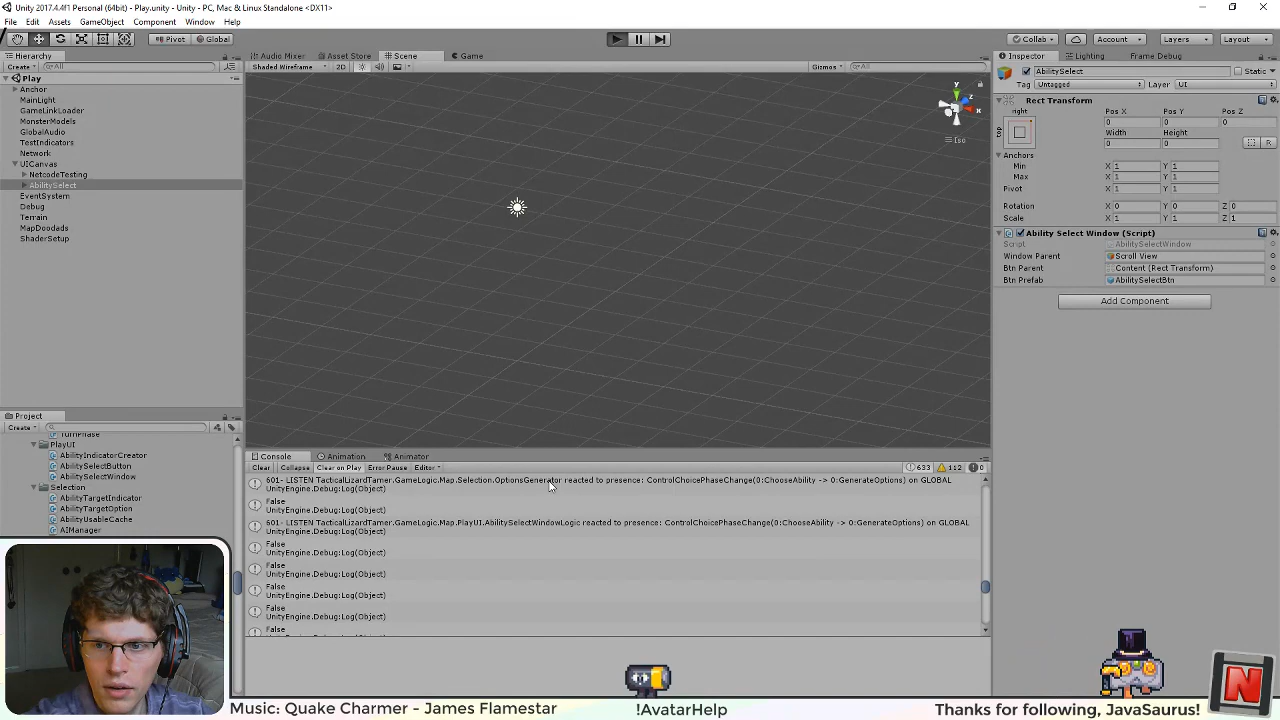 Unity 2017.4.4f1 Personal (64bit) - Play.unity - PC, Mac & Linux Standalone <DX11>
File Edit Assets GameObject Component Window Help
Pivot Global Collab Account Layers Layout
Hierarchy Audio Mixer Asset Store Scene Game Inspector Lighting Frame Debug
Create All Shaded Wireframe 2D Gizmos All AbilitySelect Static
Play
Tag Untagged Layer UI
Anchor
MainLight
GameLinkLoader
MonsterModels
GlobalAudio
TestIndicators
Network
UICanvas
NetcodeTesting
AbilitySelect
EventSystem
Debug
Terrain
MapDoodads
ShaderSetup
y
z
x
Iso
Rect Transform
right Pos X Pos Y Pos Z
0 0 0
Width Height
0 0 R
Anchors
Min X 1 Y 1
Max X 1 Y 1
Pivot X 1 Y 1
Rotation X 0 Y 0 Z 0
Scale X 1 Y 1 Z 1
Ability Select Window (Script)
Script AbilitySelectWindow
Window Parent Scroll View
Btn Parent Content (Rect Transform)
Btn Prefab AbilitySelectBtn
Add Component
Project
Create
TurnPhase
PlayUI
AbilityIndicatorCreator
AbilitySelectButton
AbilitySelectWindow
Selection
AbilityTargetIndicator
AbilityTargetOption
AbilityUsableCache
AIManager
Console Animation Animator
Clear Collapse Clear on Play Error Pause Editor 633 112 0
601- LISTEN TacticalLizardTamer.GameLogic.Map.Selection.OptionsGenerator reacted to presence: ControlChoicePhaseChange(0:ChooseAbility -> 0:GenerateOptions) on GLOBAL
UnityEngine.Debug:Log(Object)
False
UnityEngine.Debug:Log(Object)
601- LISTEN TacticalLizardTamer.GameLogic.Map.PlayUI.AbilitySelectWindowLogic reacted to presence: ControlChoicePhaseChange(0:ChooseAbility -> 0:GenerateOptions) on GLOBAL
UnityEngine.Debug:Log(Object)
False
UnityEngine.Debug:Log(Object)
False
UnityEngine.Debug:Log(Object)
False
UnityEngine.Debug:Log(Object)
False
UnityEngine.Debug:Log(Object)
False
N
Music: Quake Charmer - James Flamestar !AvatarHelp Thanks for following, JavaSaurus!